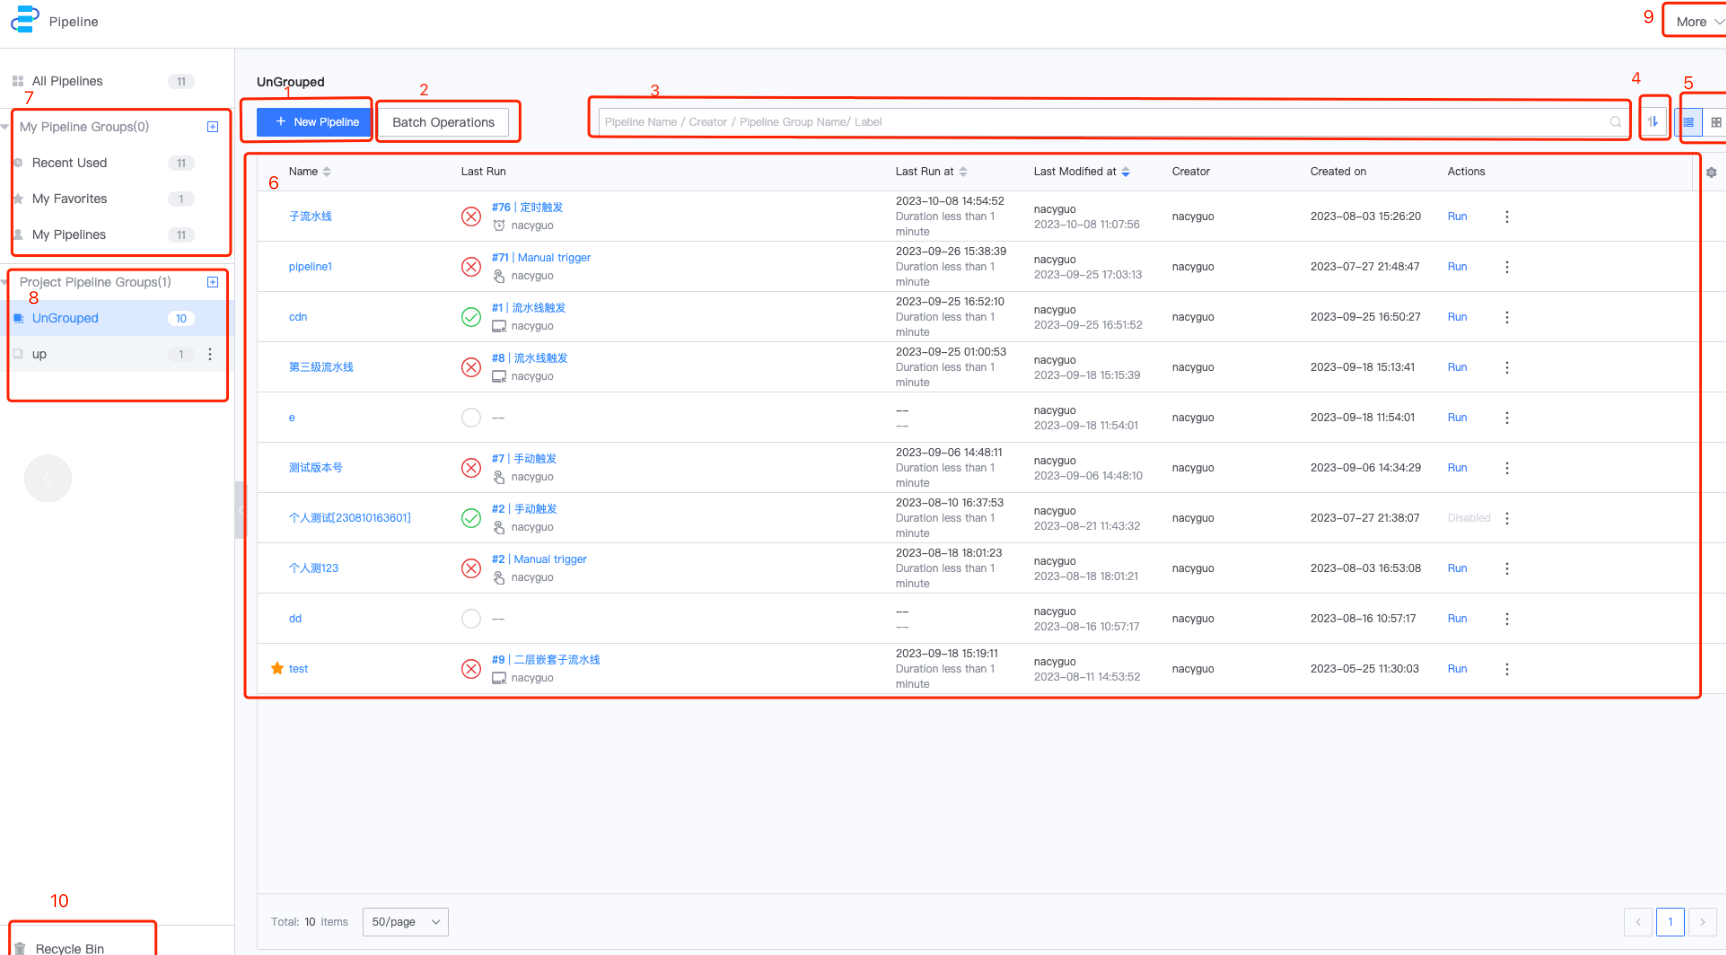 Pipeline
9
More
All Pipelines 11
7
My Pipeline Groups(0)
Recent Used 11
My Favorites 1
My Pipelines 11
Project Pipeline Groups(1)
8
UnGrouped 10
up 1
10
Recycle Bin
UnGrouped
1
2
3
4
5
+ New Pipeline
Batch Operations
Pipeline Name / Creator / Pipeline Group Name/ Label
6
Name Last Run Last Run at Last Modified at Creator Created on Actions
子流水线
#76 | 定时触发
nacyguo
2023-10-08 14:54:52
Duration less than 1
minute
nacyguo
2023-10-08 11:07:56
nacyguo
2023-08-03 15:26:20
Run
pipeline1
#71 | Manual trigger
nacyguo
2023-09-26 15:38:39
Duration less than 1
minute
nacyguo
2023-09-25 17:03:13
nacyguo
2023-07-27 21:48:47
Run
cdn
#1 | 流水线触发
nacyguo
2023-09-25 16:52:10
Duration less than 1
minute
nacyguo
2023-09-25 16:51:52
nacyguo
2023-09-25 16:50:27
Run
第三级流水线
#8 | 流水线触发
nacyguo
2023-09-25 01:00:53
Duration less than 1
minute
nacyguo
2023-09-18 15:15:39
nacyguo
2023-09-18 15:13:41
Run
e
--
--
--
nacyguo
2023-09-18 11:54:01
nacyguo
2023-09-18 11:54:01
Run
测试版本号
#7 | 手动触发
nacyguo
2023-09-06 14:48:11
Duration less than 1
minute
nacyguo
2023-09-06 14:48:10
nacyguo
2023-09-06 14:34:29
Run
个人测试[230810163601]
#2 | 手动触发
nacyguo
2023-08-10 16:37:53
Duration less than 1
minute
nacyguo
2023-08-21 11:43:32
nacyguo
2023-07-27 21:38:07
Disabled
个人测123
#2 | Manual trigger
nacyguo
2023-08-18 18:01:23
Duration less than 1
minute
nacyguo
2023-08-18 18:01:21
nacyguo
2023-08-03 16:53:08
Run
dd
--
--
--
nacyguo
2023-08-16 10:57:17
nacyguo
2023-08-16 10:57:17
Run
test
#9 | 二层嵌套子流水线
nacyguo
2023-09-18 15:19:11
Duration less than 1
minute
nacyguo
2023-08-11 14:53:52
nacyguo
2023-05-25 11:30:03
Run
Total: 10 Items 50/page
< 1 >